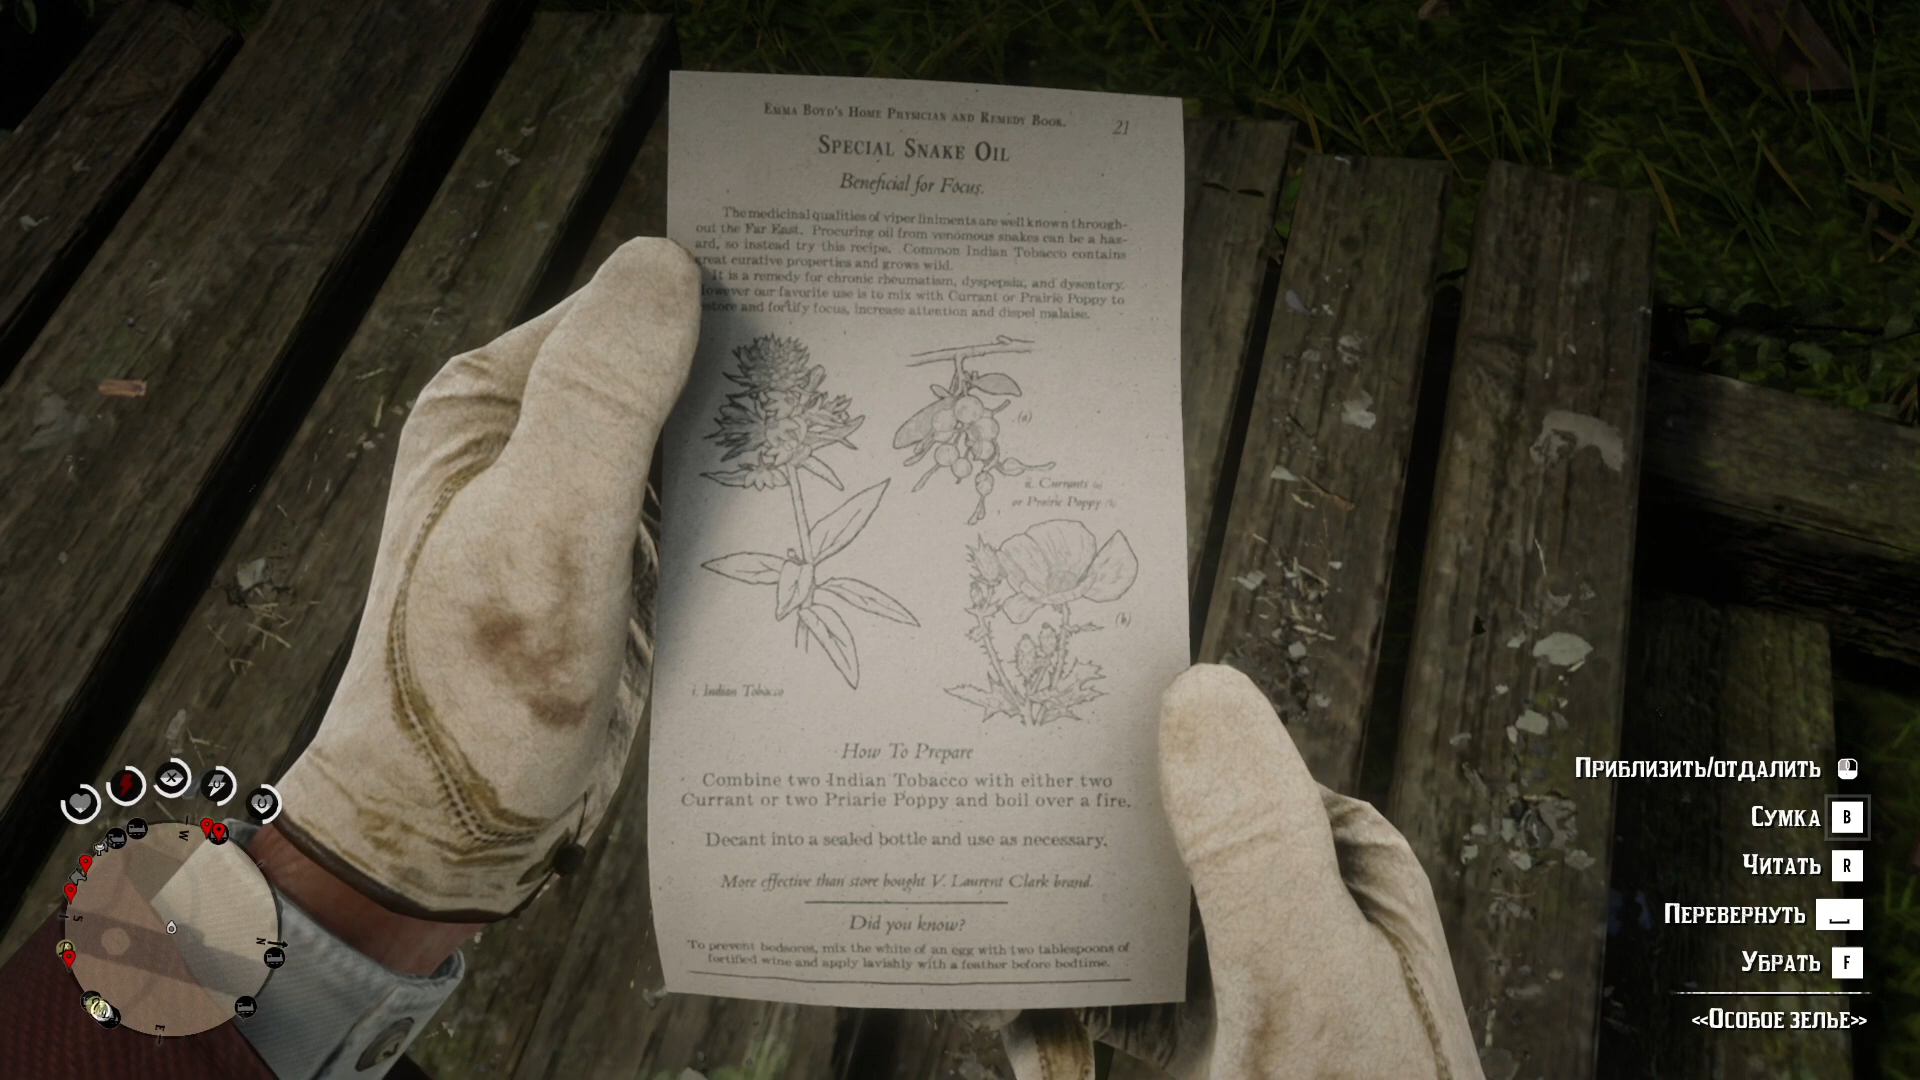 Emma Boyd's Home Physician and Remedy Book.
21
Special Snake Oil
Beneficial for Focus.
The medicinal qualities of viper liniments are well known through-
out the Far East. Procuring oil from venomous snakes can be a haz-
ard, so instead try this recipe. Common Indian Tobacco contains
great curative properties and grows wild.
It is a remedy for chronic rheumatism, dyspepsia, and dysentery.
However our favorite use is to mix with Currant or Prairie Poppy to
and fortify focus, increase attention and dispel malaise.
(a)
ii. Currants (a)
or Prairie Poppy (b)
(b)
i. Indian Tobacco
How To Prepare
Combine two Indian Tobacco with either two
Currant or two Priarie Poppy and boil over a fire.
Decant into a sealed bottle and use as necessary.
More effective than store bought V. Laurent Clark brand.
Did you know?
To prevent bedsores, mix the white of an egg with two tablespoons of
fortified wine and apply lavishly with a feather before bedtime.
Приблизить/отдалить
Сумка B
Читать R
Перевернуть
Убрать F
«Особое зелье»
W
S
N
E